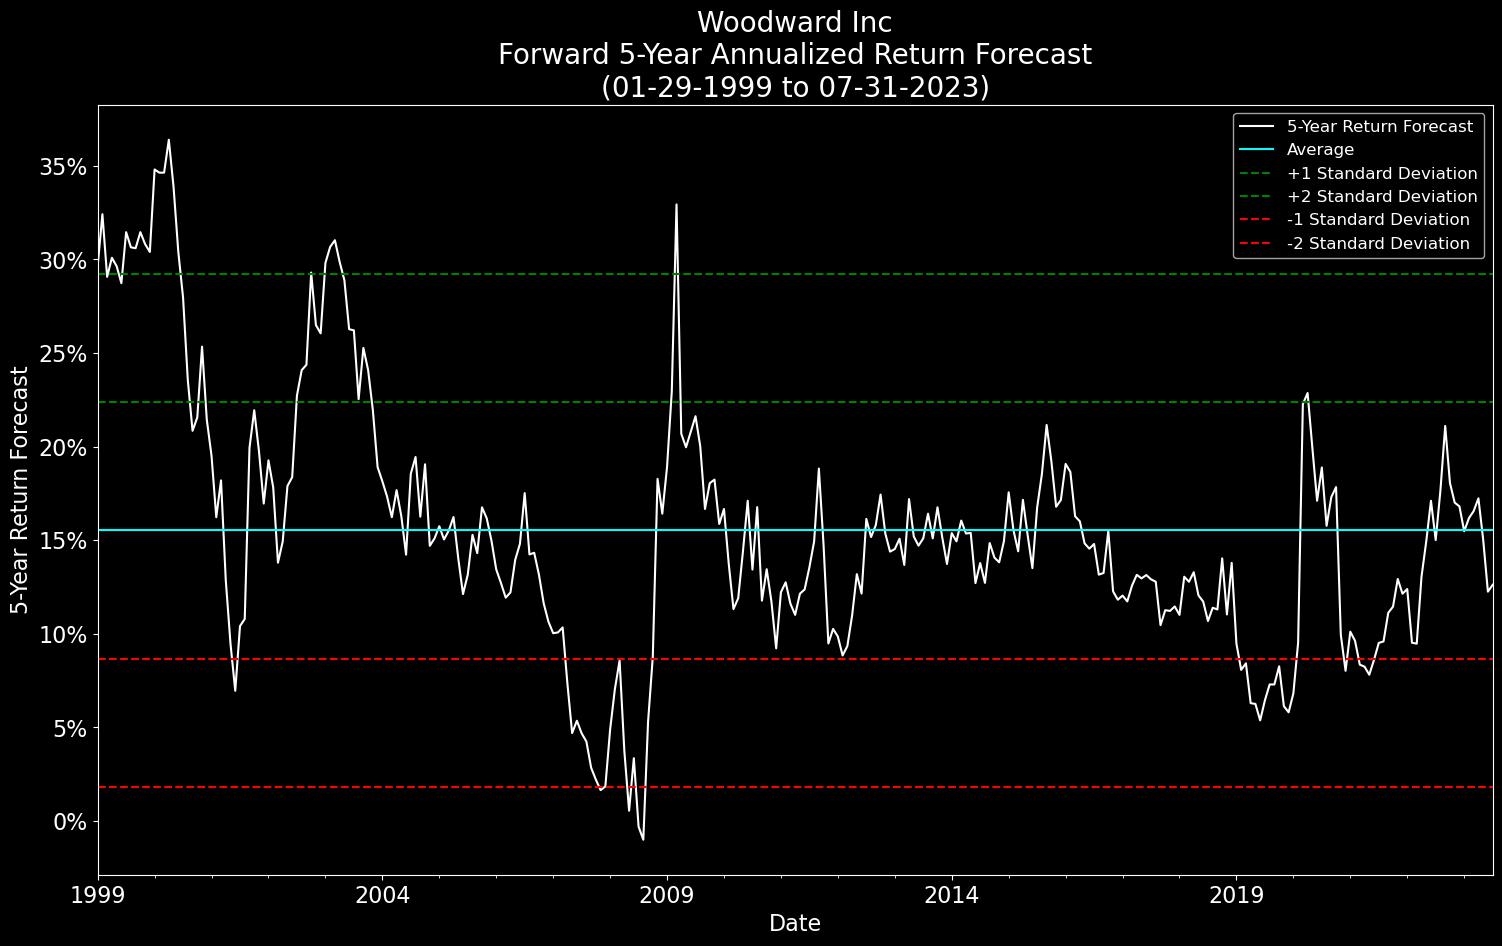 Woodward Inc
Forward 5-Year Annualized Return Forecast
(01-29-1999 to 07-31-2023)
5-Year Return Forecast
Average
+1 Standard Deviation
+2 Standard Deviation
-1 Standard Deviation
-2 Standard Deviation
5-Year Return Forecast
35%
30%
25%
20%
15%
10%
5%
0%
1999 2004 2009 2014 2019
Date